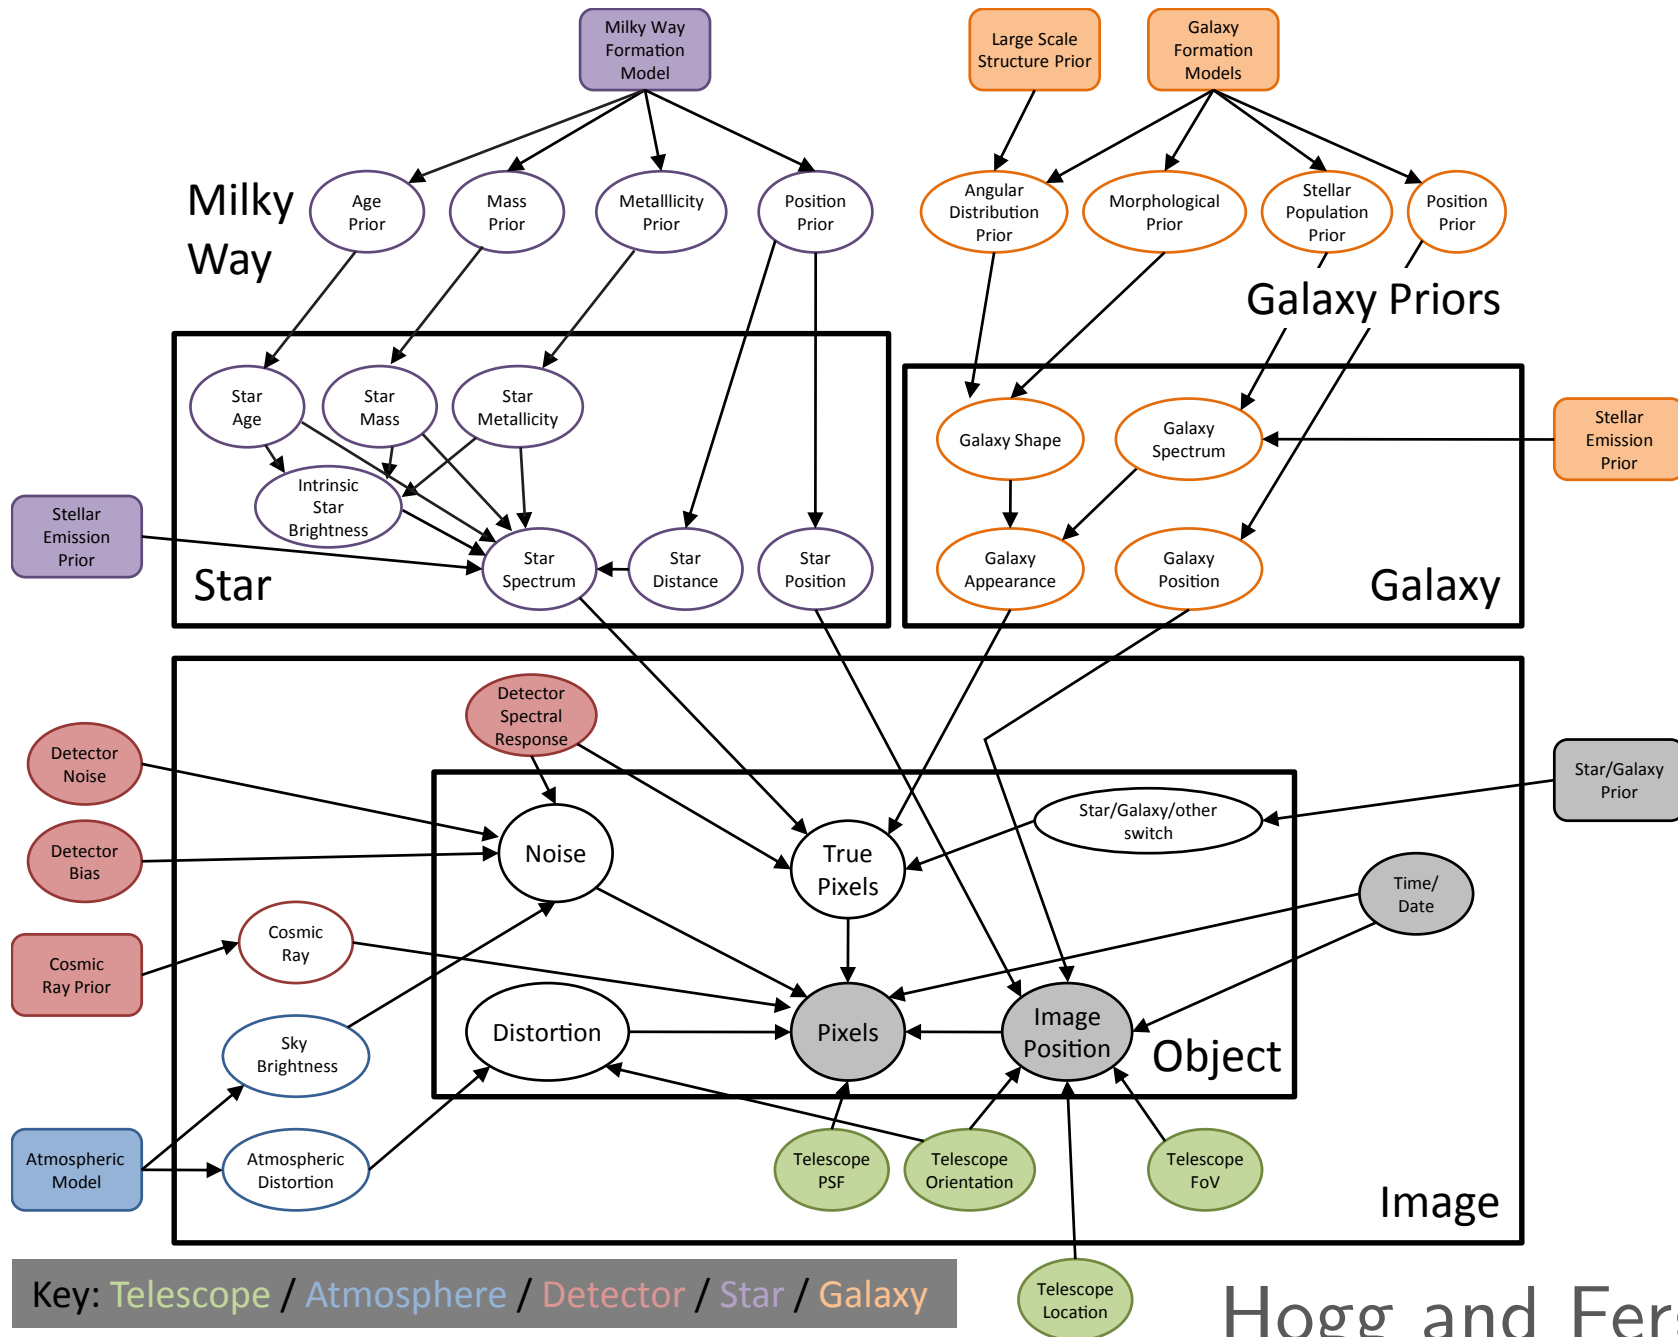 Milky Way
Formation
Model
Large Scale
Structure Prior
Galaxy
Formation
Models
Milky
Way
Age
Prior
Mass
Prior
Metalllicity
Prior
Position
Prior
Angular
Distribution
Prior
Morphological
Prior
Stellar
Population
Prior
Position
Prior
Galaxy Priors
Star
Age
Star
Mass
Star
Metallicity
Intrinsic
Star
Brightness
Stellar
Emission
Prior
Star
Star
Spectrum
Star
Distance
Star
Position
Galaxy Shape
Galaxy
Spectrum
Stellar
Emission
Prior
Galaxy
Appearance
Galaxy
Position
Galaxy
Detector
Spectral
Response
Detector
Noise
Star/Galaxy
Prior
Star/Galaxy/other
switch
Noise
True
Pixels
Detector
Bias
Time/
Date
Cosmic
Ray
Cosmic
Ray Prior
Distortion
Pixels
Image
Position
Object
Sky
Brightness
Atmospheric
Model
Atmospheric
Distortion
Telescope
PSF
Telescope
Orientation
Telescope
FoV
Image
Key: Telescope / Atmosphere / Detector / Star / Galaxy
Telescope
Location
Hogg and